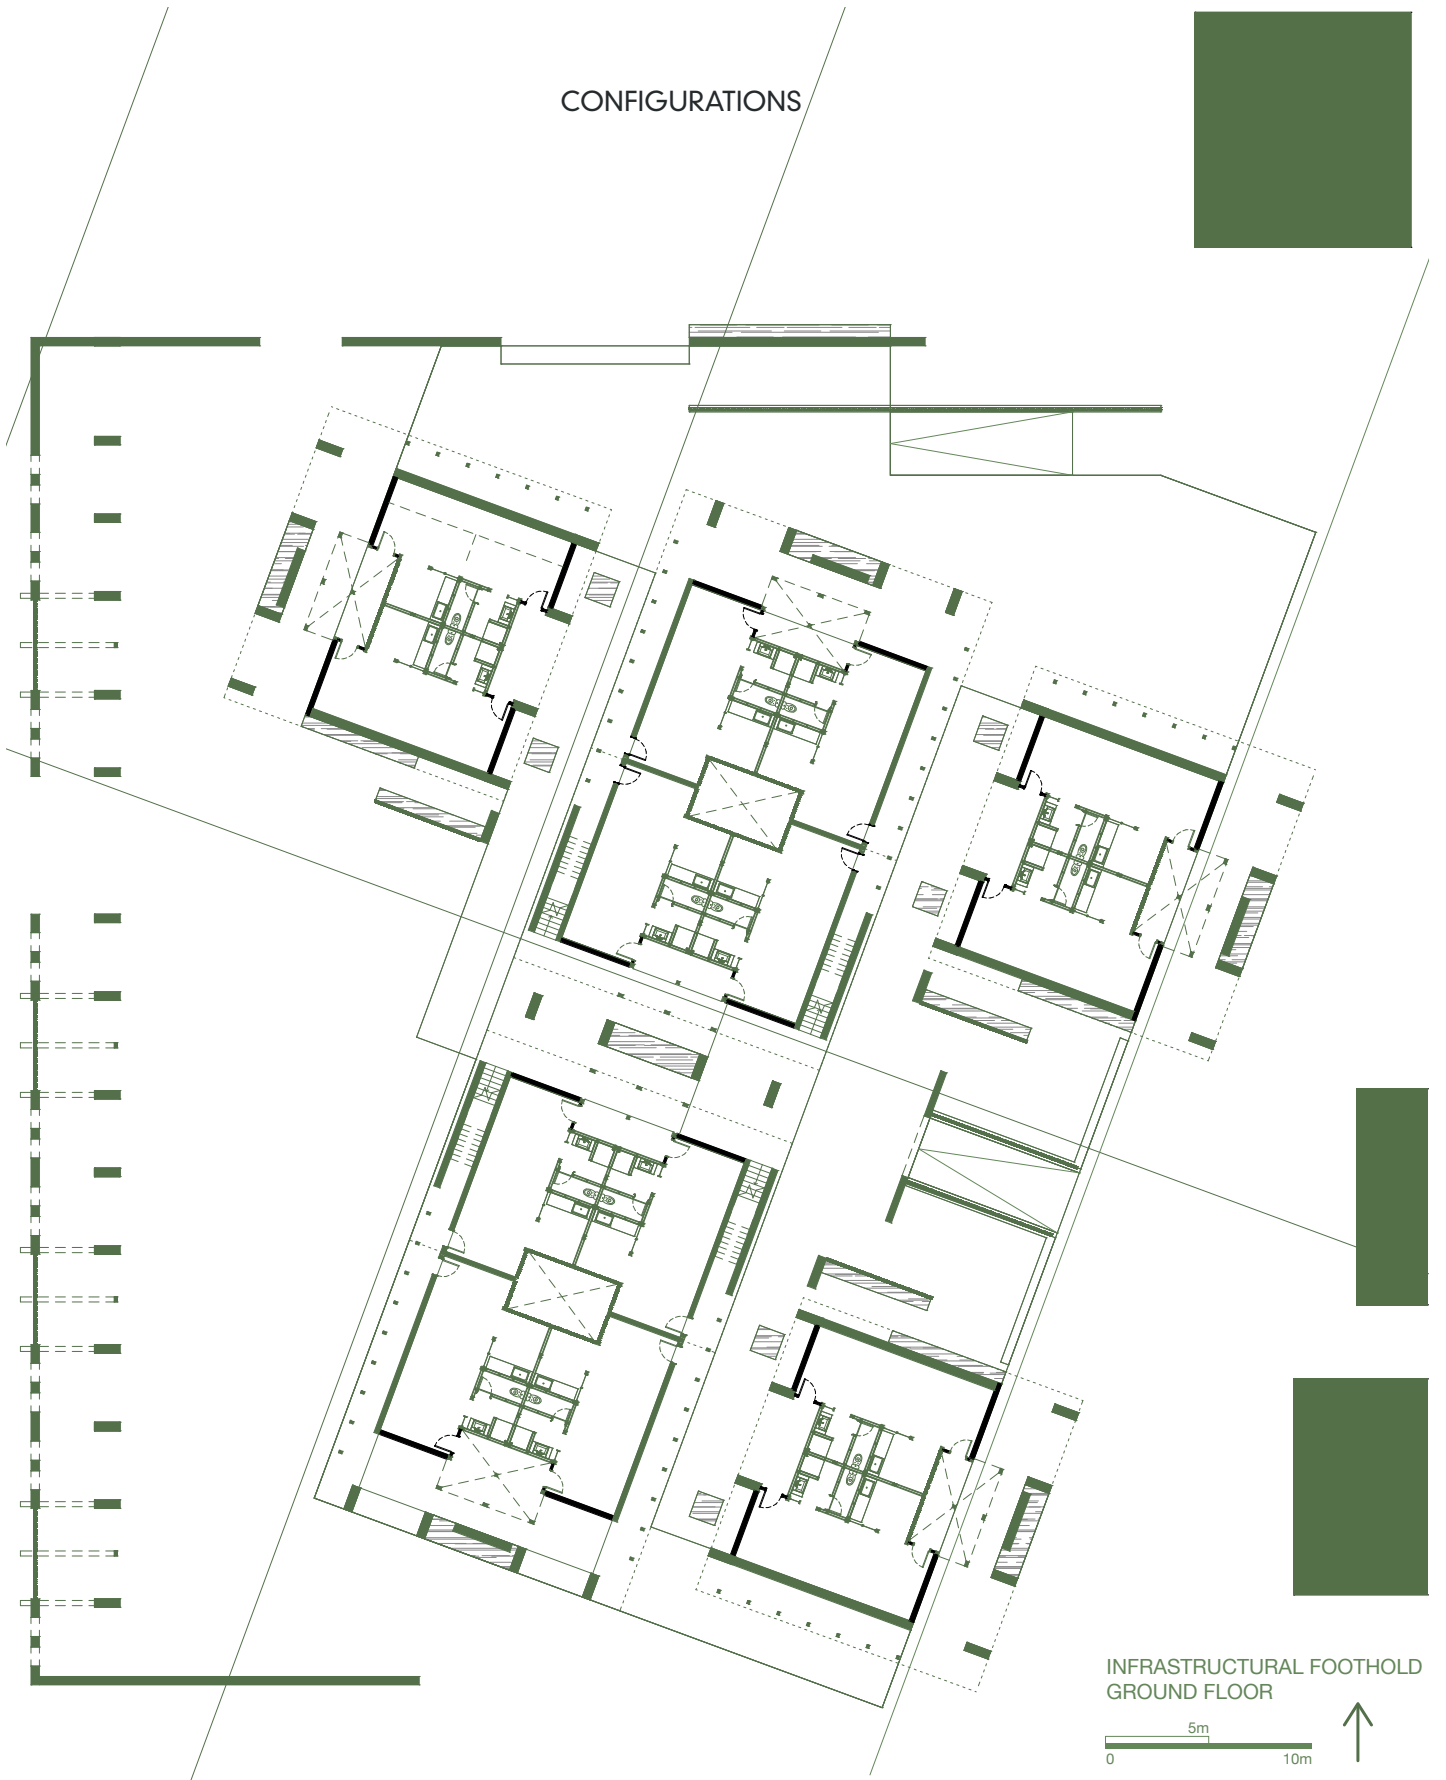 CONFIGURATIONS
INFRASTRUCTURAL FOOTHOLD
GROUND FLOOR
5m
0 10m